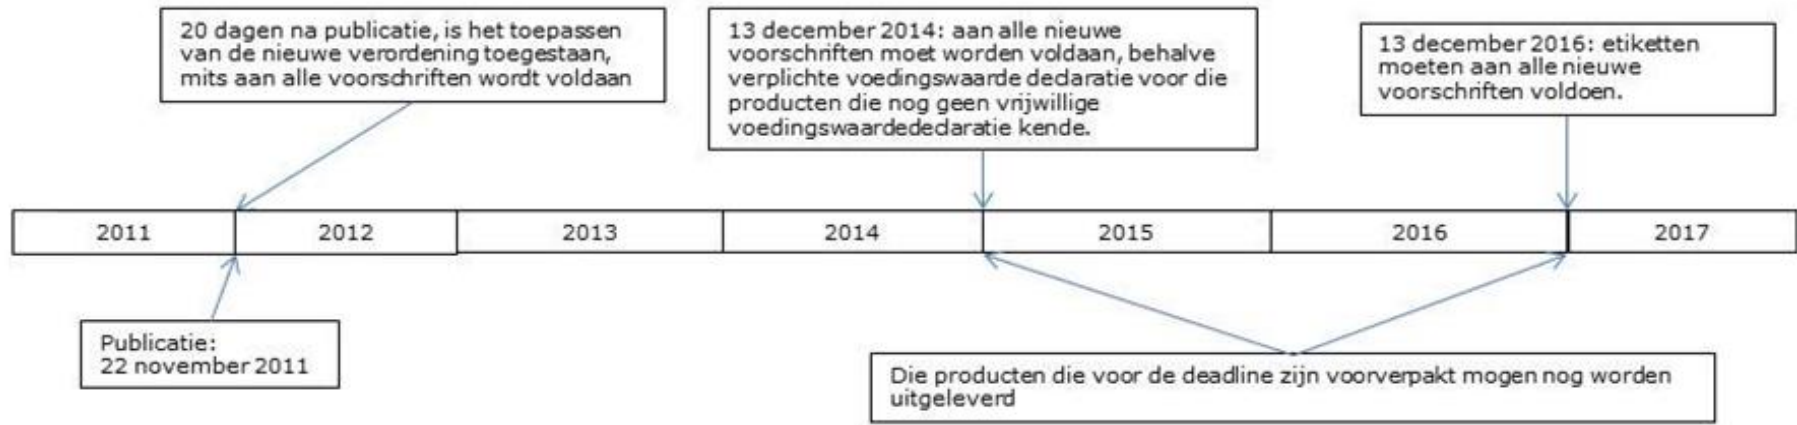 20 dagen na publicatie, is het toepassen
van de nieuwe verordening toegestaan,
mits aan alle voorschriften wordt voldaan
13 december 2014: aan alle nieuwe
voorschriften moet worden voldaan, behalve
verplichte voedingswaarde declaratie voor die
producten die nog geen vrijwillige
voedingswaardedeclaratie kende.
13 december 2016: etiketten
moeten aan alle nieuwe
voorschriften voldoen.
2011
2012
2013
2014
2015
2016
2017
Publicatie:
22 november 2011
Die producten die voor de deadline zijn voorverpakt mogen nog worden
uitgeleverd